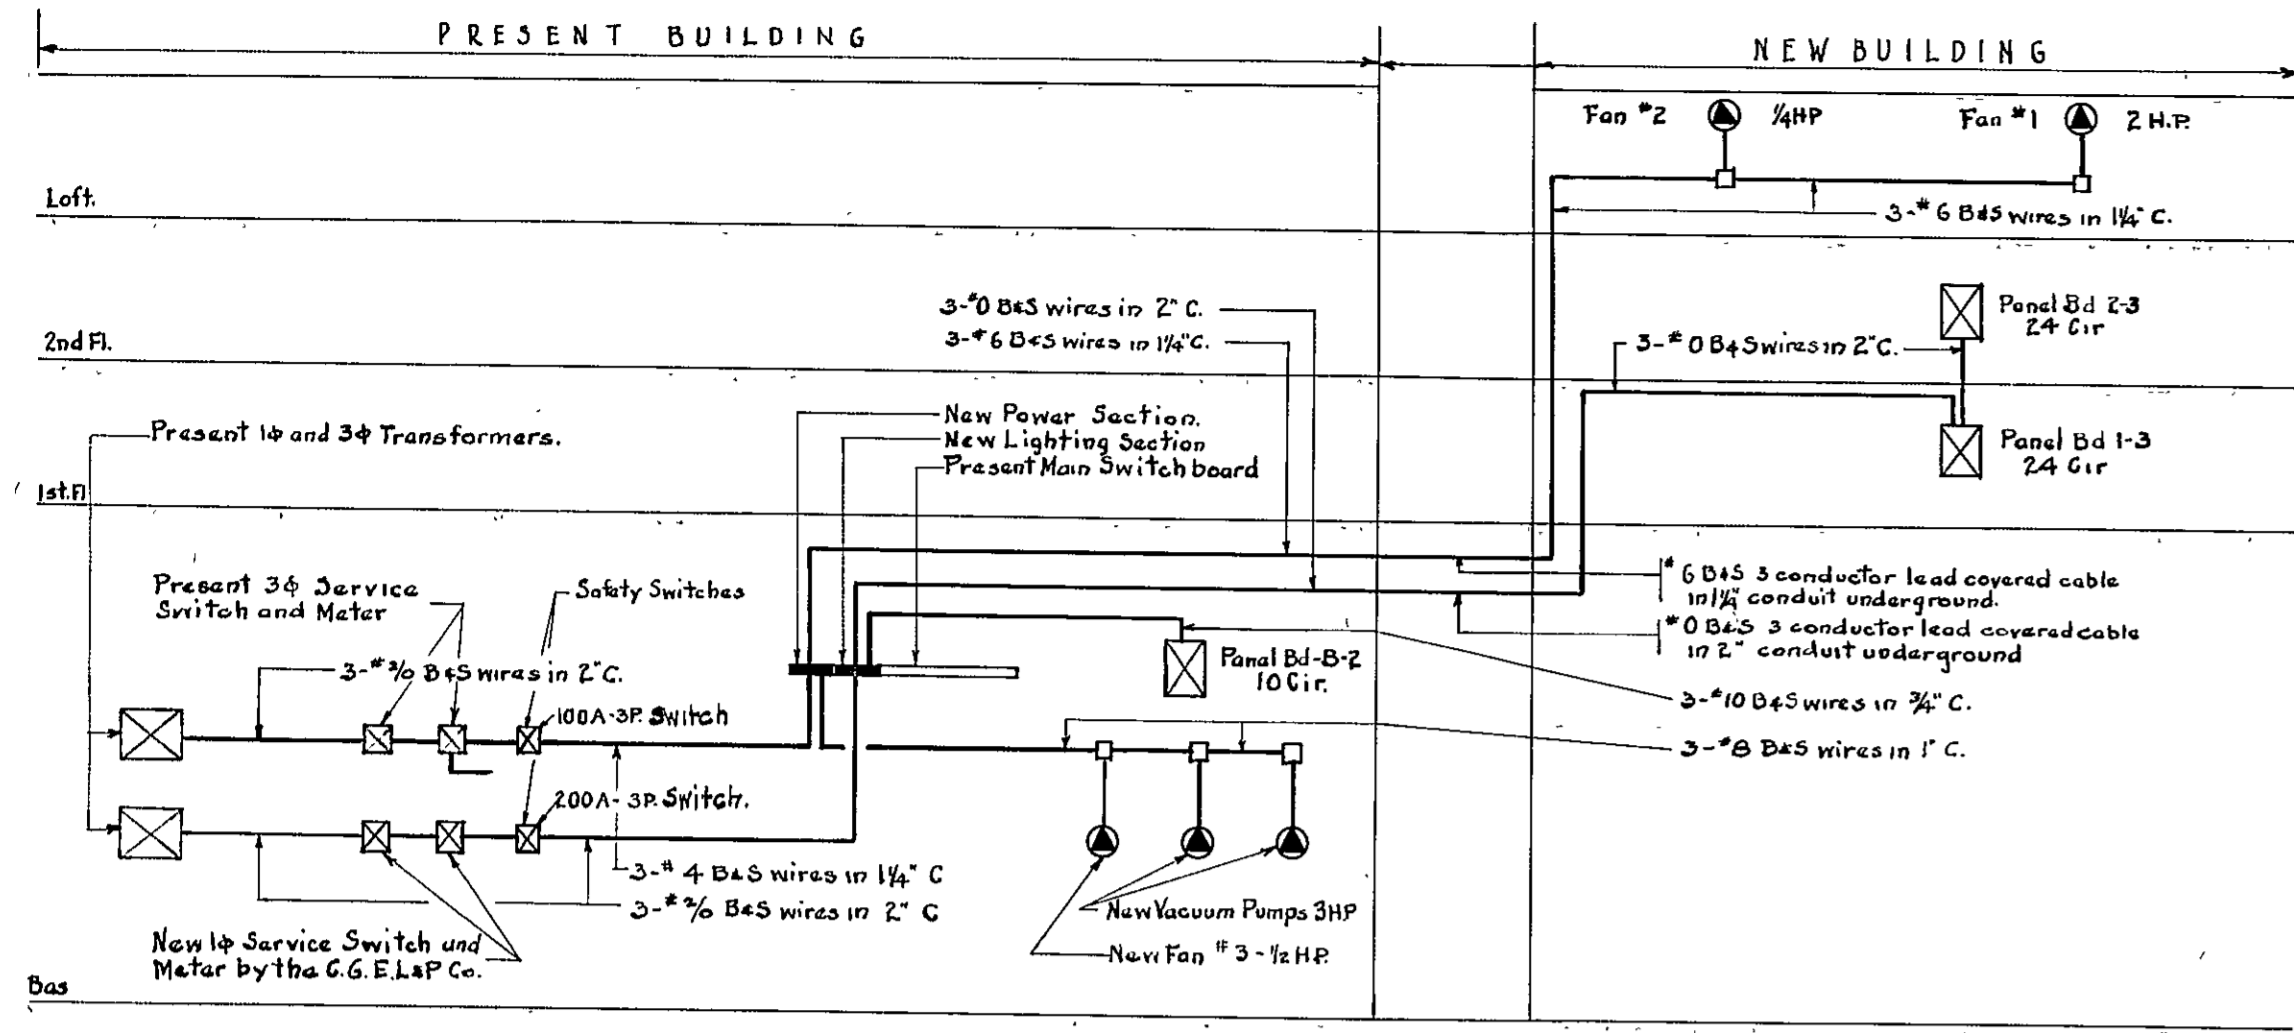 PRESENT BUILDING
NEW BUILDING
Fan #2 1/4HP
Fan #1 2 H.P.
Loft.
3-#6 B&S wires in 1¼" C.
3-#0 B&S wires in 2" C.
3-#6 B&S wires in 1¼" C.
2nd Fl.
3-#0 B&S wires in 2" C.
Panel Bd 2-3
24 Cir
New Power Section.
New Lighting Section
Present Main Switchboard
Present 1ϕ and 3ϕ Transformers.
Panel Bd 1-3
24 Cir
1st. Fl
Present 3ϕ Service
Switch and Meter
Safety Switches
#6 B&S 3 conductor lead covered cable
in 1¼" conduit underground.
#0 B&S 3 conductor lead covered cable
in 2" conduit underground
3-#2/0 B&S wires in 2" C.
Panel Bd-B-2
10 Cir.
3-#10 B&S wires in ¾" C.
100A-3P. Switch
3-#8 B&S wires in 1" C.
200A-3P. Switch.
3-#4 B&S wires in 1¼" C
3-#2/0 B&S wires in 2" C
New Vacuum Pumps 3HP
New Fan #3-½ HP.
New 1ϕ Service Switch and
Meter by the C.G.E.L&P Co.
Bas